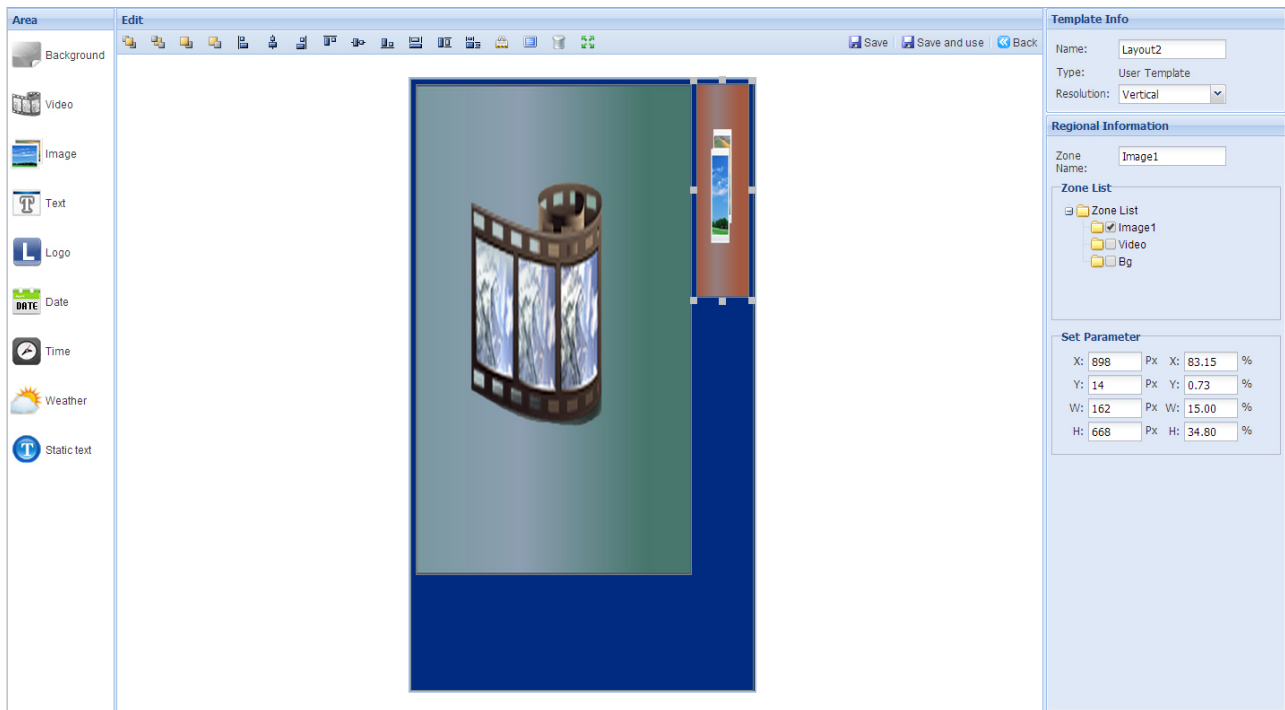 Area
Background
Video
Image
Text
L Logo
DATE Date
Time
Weather
T Static text
Edit
Save Save and use Back
Template Info
Name: Layout2
Type: User Template
Resolution: Vertical
Regional Information
Zone
Name: Image1
Zone List
Zone List
Image1
Video
Bg
Set Parameter
X: 898 Px X: 83.15 %
Y: 14 Px Y: 0.73 %
W: 162 Px W: 15.00 %
H: 668 Px H: 34.80 %